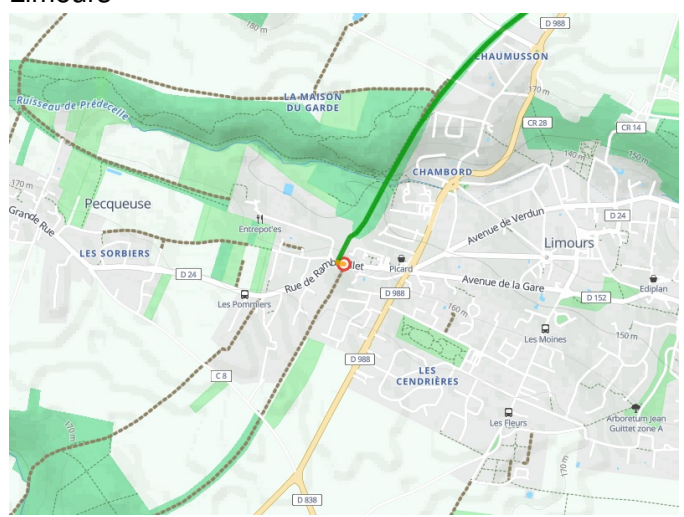 Limours
180 m
D 988
CHAUMUSSON
170 m
LA MAISON
DU GARDE
Ruisseau de Prédecelle
CR 28
CR 14
140 m
150 m
CHAMBORD
170 m
Pecqueuse
Grande Rue
Entrepot'es
Avenue de Verdun
D 24
Limours
LES SORBIERS
D 24
Rue de Rambouillet
Picard
Avenue de la Gare
Ediplan
Les Pommiers
D 988
D 152
160 m
Les Moines
150 m
D 988
C 8
LES
CENDRIÈRES
Les Fleurs
Arboretum Jean
Guittet zone A
170 m
170 m
D 838